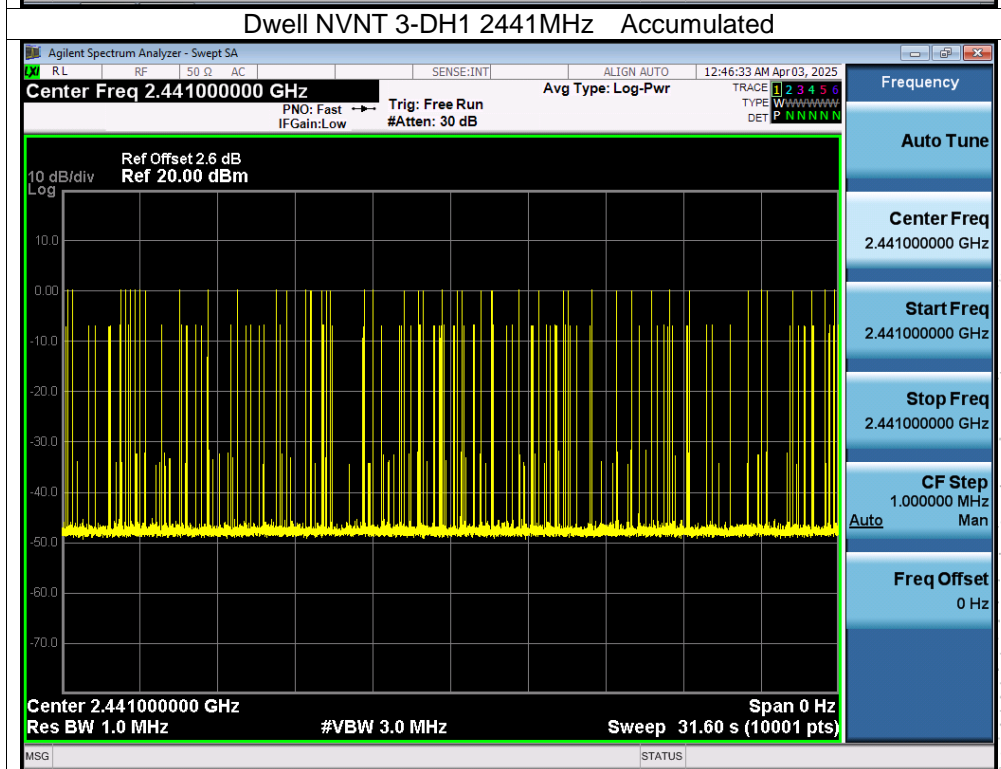 Dwell NVNT 3-DH1 2441MHz Accumulated
Agilent Spectrum Analyzer - Swept SA
LXI RL RF 50 Ω AC SENSE:INT ALIGN AUTO 12:46:33 AM Apr 03, 2025
Center Freq 2.441000000 GHz
PNO: Fast
IFGain:Low
Trig: Free Run
#Atten: 30 dB
Avg Type: Log-Pwr
TRACE 1 2 3 4 5 6
TYPE WWWWWWW
DET P N N N N N
Frequency
Auto Tune
Center Freq
2.441000000 GHz
Start Freq
2.441000000 GHz
Stop Freq
2.441000000 GHz
CF Step
1.000000 MHz
Auto Man
Freq Offset
0 Hz
Ref Offset 2.6 dB
10 dB/div Ref 20.00 dBm
Log
10.0
0.00
-10.0
-20.0
-30.0
-40.0
-50.0
-60.0
-70.0
Center 2.441000000 GHz Span 0 Hz
Res BW 1.0 MHz #VBW 3.0 MHz Sweep 31.60 s (10001 pts)
MSG STATUS